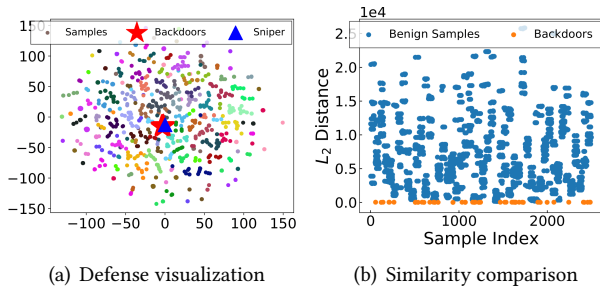 Samples Backdoors Sniper
150
100
50
0
−50
−100
−150
−100 −50 0 50 100 150
(a) Defense visualization
1e4
Benign Samples Backdoors
2.5
2.0
1.5
1.0
0.5
0.0
L2 Distance
0 1000 2000
Sample Index
(b) Similarity comparison